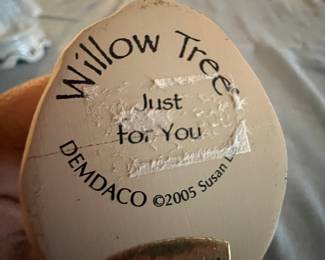 Willow Tree
Just
for You
DEMDACO ©2005 Susan